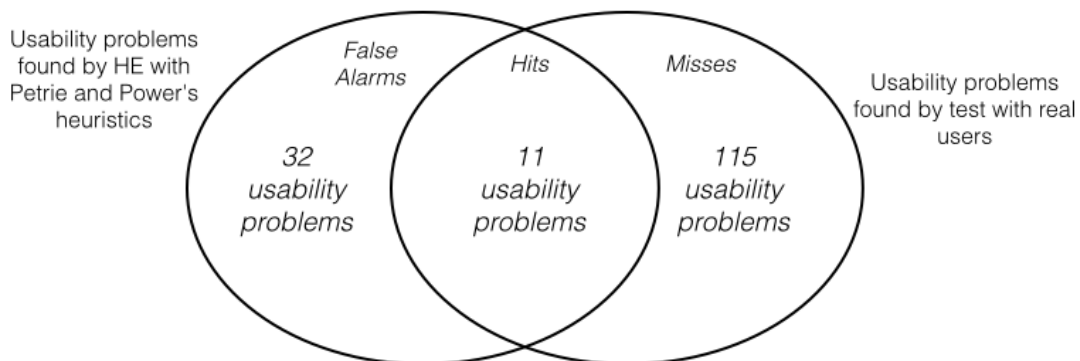 Usability problems
found by HE with
Petrie and Power's
heuristics
False
Alarms
Hits
Misses
Usability problems
found by test with real
users
32
usability
problems
11
usability
problems
115
usability
problems